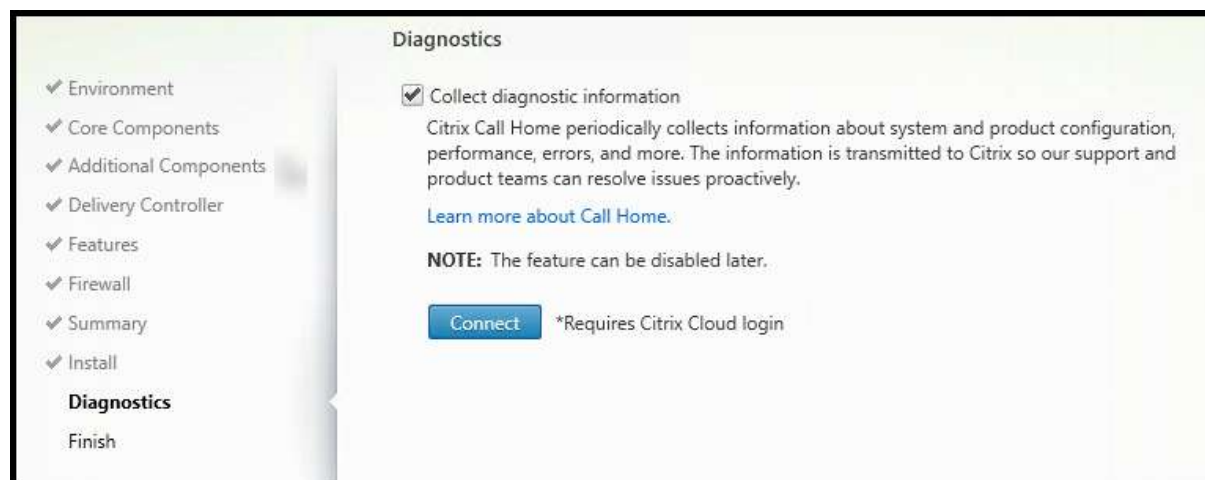 Diagnostics
Environment
Core Components
Additional Components
Delivery Controller
Features
Firewall
Summary
Install
Diagnostics
Finish
Collect diagnostic information
Citrix Call Home periodically collects information about system and product configuration,
performance, errors, and more. The information is transmitted to Citrix so our support and
product teams can resolve issues proactively.
Learn more about Call Home.
NOTE: The feature can be disabled later.
Connect *Requires Citrix Cloud login